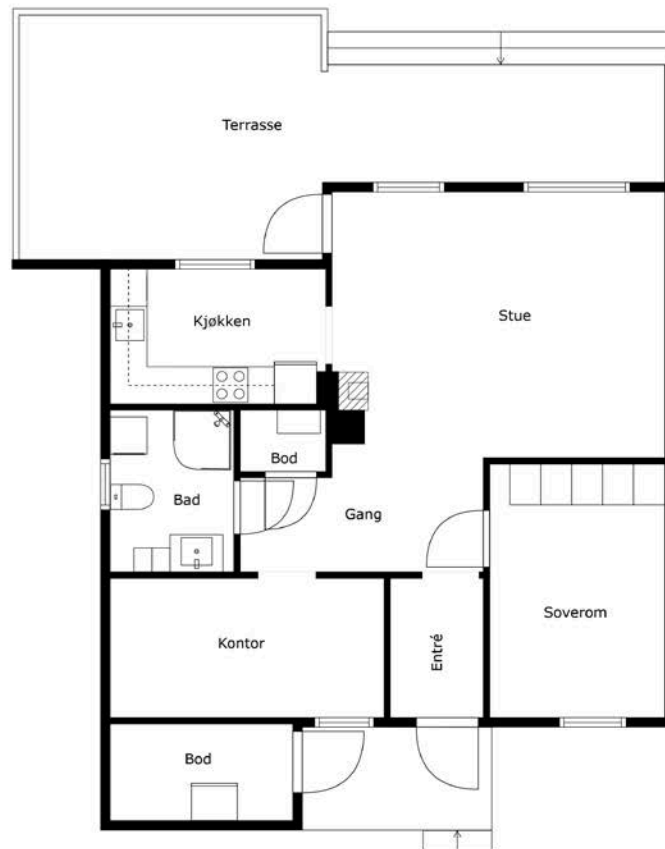 Terrasse
Kjøkken
Stue
Bod
Bad
Gang
Soverom
Kontor
Entré
Bod